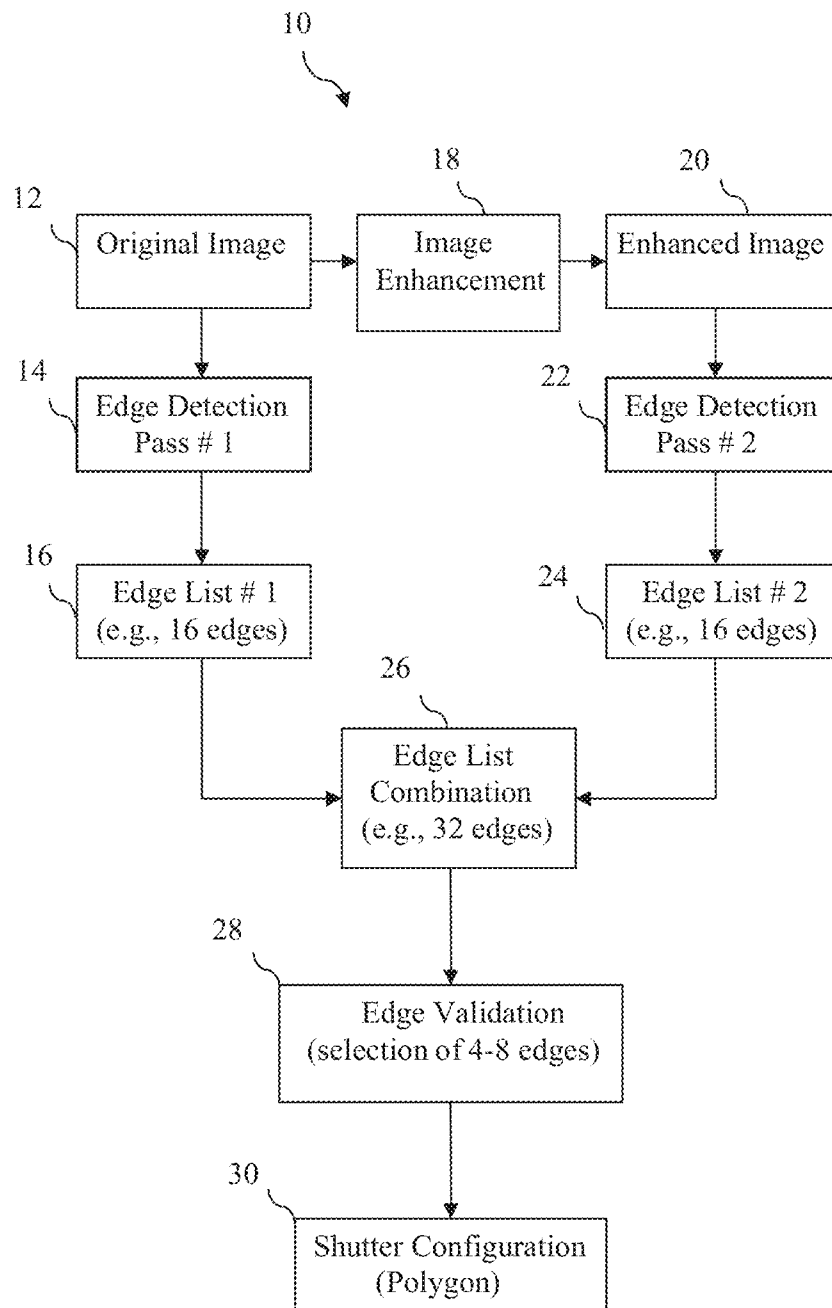 10
18
20
12
Original Image
Image
Enhancement
Enhanced Image
14
22
Edge Detection
Pass # 1
Edge Detection
Pass # 2
16
24
Edge List # 1
(e.g., 16 edges)
Edge List # 2
(e.g., 16 edges)
26
Edge List
Combination
(e.g., 32 edges)
28
Edge Validation
(selection of 4-8 edges)
30
Shutter Configuration
(Polygon)